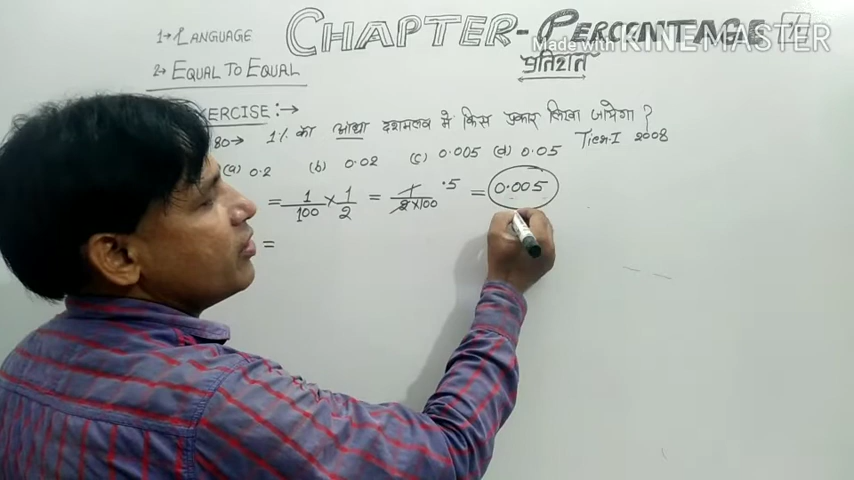 CHAPTER-PERCENTAGE
Made with KINEMASTER
प्रतिशत
1→ LANGUAGE
2→ EQUAL TO EQUAL
EXERCISE:→
80→ 1% का आधा दशमलव में किस प्रकार लिखा जायेगा ?
Tier-I 2008
(a) 0.2 (b) 0.02 (c) 0.005 (d) 0.05
= 1/100 × 1/2 = 1/2×100 .5 = 0.005
=